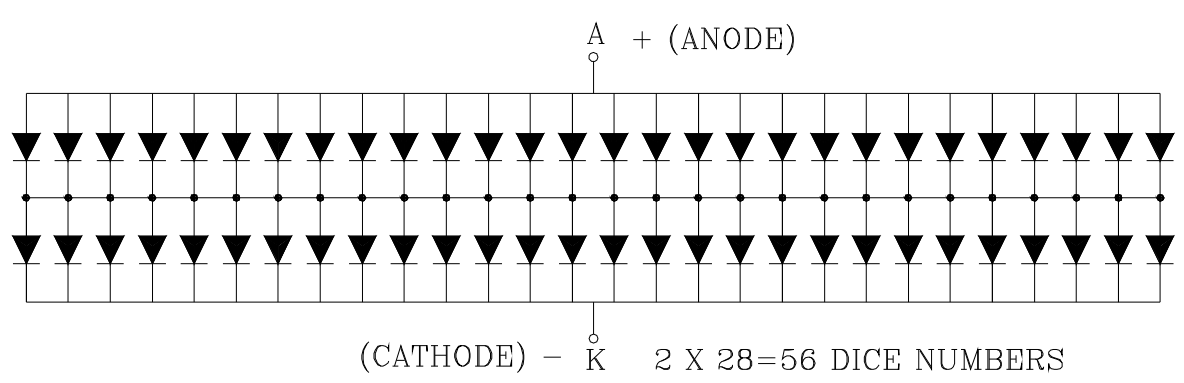 A + (ANODE)
(CATHODE) - K 2 X 28=56 DICE NUMBERS